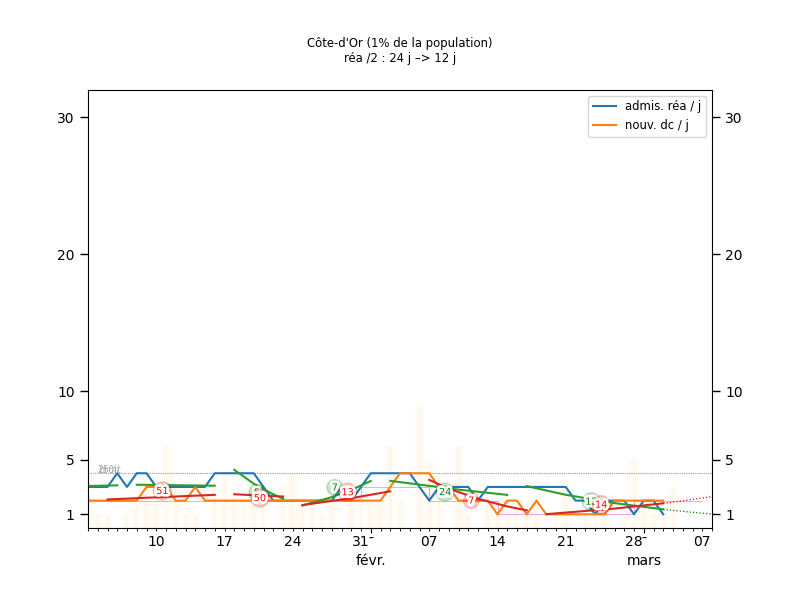 Côte-d'Or (1% de la population)
réa /2 : 24 j –> 12 j
admis. réa / j
nouv. dc / j
30 30
20 20
10 10
5 5
1 1
51 50 7 13 24 7 14
10 17 24 31 07 14 21 28 07
févr. mars